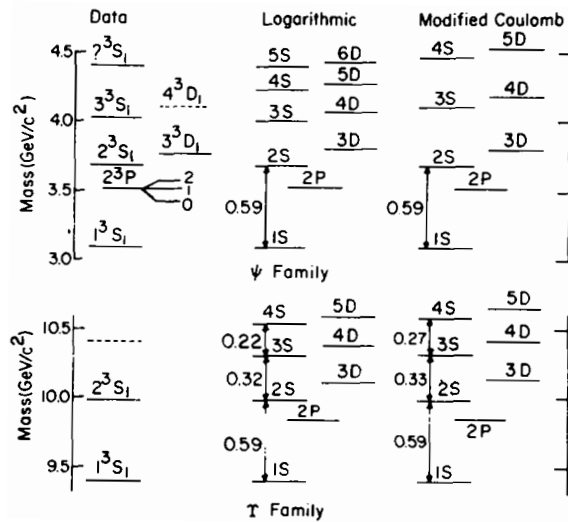 Data Logarithmic Modified Coulomb
Mass(GeV/c²)
4.5
4.0
3.5
3.0
?³S₁
3³S₁
4³D₁
2³S₁
3³D₁
2³P
2
1
0
1³S₁
5S 6D
4S 5D
3S 4D
2S 3D
2P
0.59
1S
4S 5D
3S 4D
2S 3D
2P
0.59
1S
ψ Family
Mass(GeV/c²)
10.5
10.0
9.5
2³S₁
1³S₁
4S 5D
0.22 3S 4D
0.32 2S 3D
2P
0.59
1S
4S 5D
0.27 3S 4D
0.33 2S 3D
2P
0.59
1S
ϒ Family